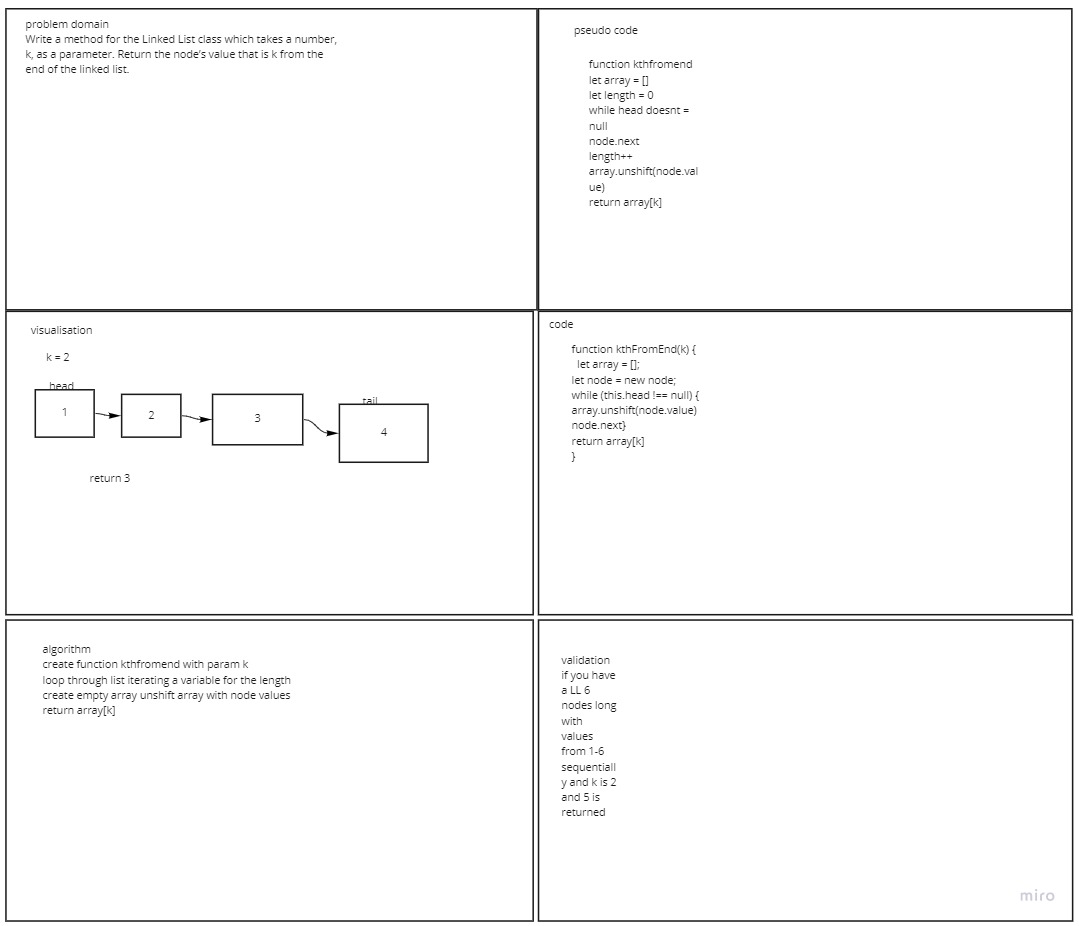 problem domain
Write a method for the Linked List class which takes a number,
k, as a parameter. Return the node's value that is k from the
end of the linked list.
pseudo code
function kthfromend
let array = []
let length = 0
while head doesnt =
null
node.next
length++
array.unshift(node.val
ue)
return array[k]
visualisation
k = 2
head
1
2
3
tail
4
return 3
code
function kthFromEnd(k) {
let array = [];
let node = new node;
while (this.head !== null) {
array.unshift(node.value)
node.next}
return array[k]
}
algorithm
create function kthfromend with param k
loop through list iterating a variable for the length
create empty array unshift array with node values
return array[k]
validation
if you have
a LL 6
nodes long
with
values
from 1-6
sequentiall
y and k is 2
and 5 is
returned
miro